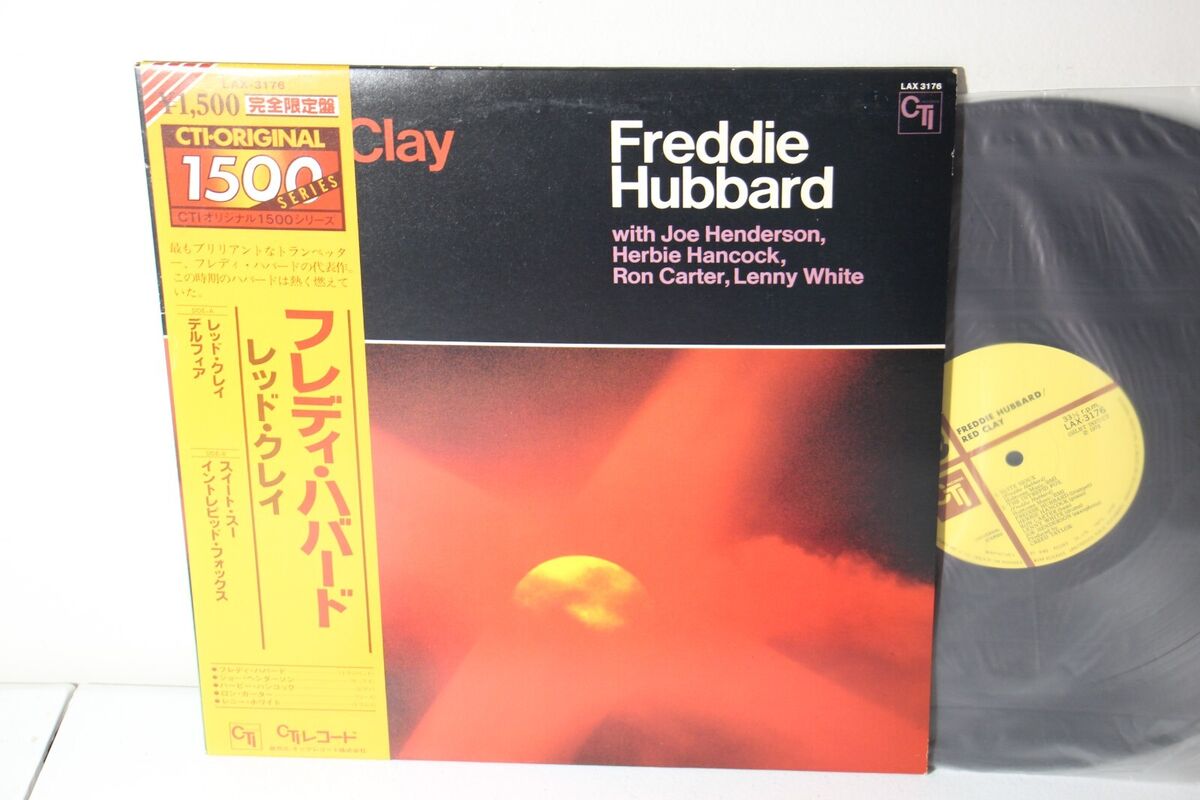 LAX-3176
¥1,500 完全限定盤
CTI・ORIGINAL
1500
SERIES
CTIオリジナル1500シリーズ
最もブリリアントなトランペッタ
ー、フレディ・ハバードの代表作。
この時期のハバードは熱く燃えて
いた。
フレディ・ハバード
レッド・クレイ
SIDE-A
レッド・クレイ
デルフィア
スイート・スー
イントレピッド・フォックス
●フレディ・ハバード
●ジョー・ヘンダーソン
●ハービー・ハンコック
●ロン・カーター
●レニー・ホワイト
CTI
CTIレコード
Clay
LAX 3176
CTI
Freddie
Hubbard
with Joe Henderson,
Herbie Hancock,
Ron Carter, Lenny White
FREDDIE HUBBARD/
RED CLAY
33⅓ r.p.m.
LAX-3176
CTI
CREED TAYLOR